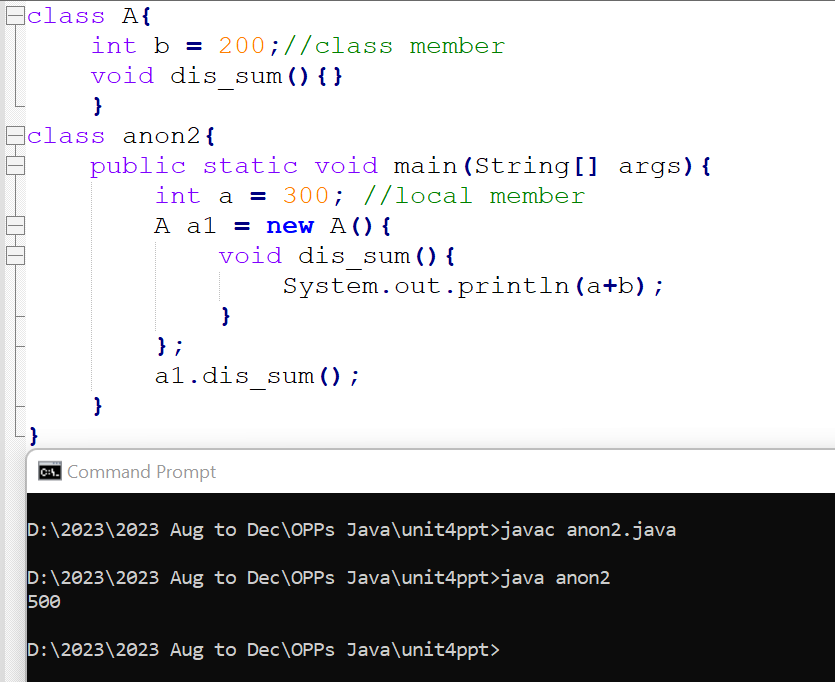 class A{
    int b = 200;//class member
    void dis_sum(){}
    }
class anon2{
    public static void main(String[] args){
        int a = 300; //local member
        A a1 = new A(){
            void dis_sum(){
                System.out.println(a+b);
            }
        };
        a1.dis_sum();
    }
}
C:\.
Command Prompt
D:\2023\2023 Aug to Dec\OPPs Java\unit4ppt>javac anon2.java
D:\2023\2023 Aug to Dec\OPPs Java\unit4ppt>java anon2
500
D:\2023\2023 Aug to Dec\OPPs Java\unit4ppt>